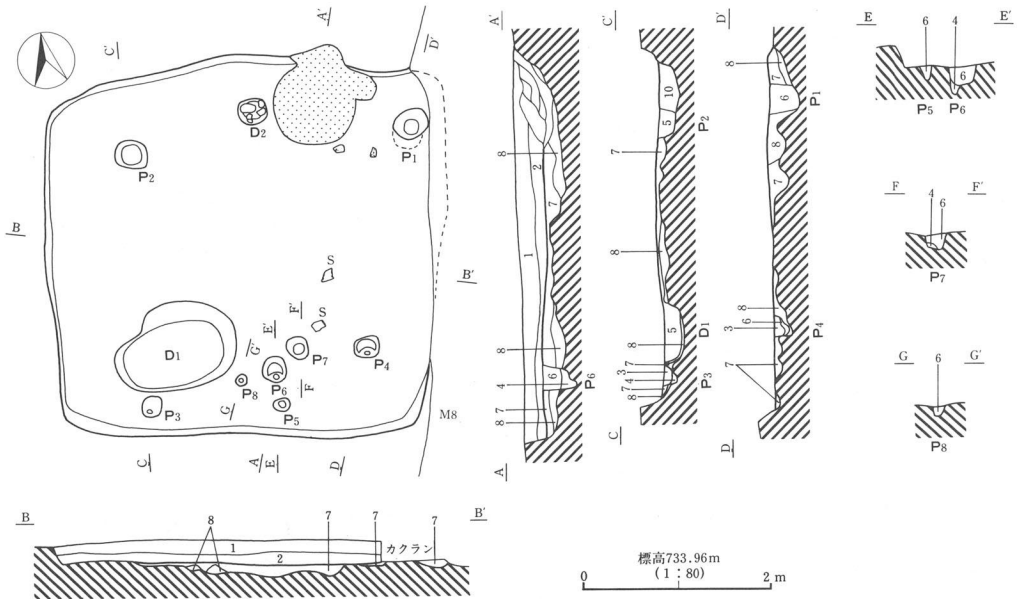 A'
C'
D'
D2
P1
P2
B
S
B'
S
F'
E'
G'
D1
P7
P4
P6
P8
F
P3
G
P5
M8
C
A
E
D
A'
8
2
7
1
8
6
4
P6
7
8
A
C'
10
5
P2
7
8
5
D1
8
7
3
4
P3
7
8
C
D'
8
7
6
P1
8
7
8
6
3
P4
7
D
E
6
4
E'
6
P5
P6
F
4
6
F'
P7
G
6
G'
P8
B
8
7
7
7
B'
1
カクラン
2
標高733.96m
(1：80)
0
2 m